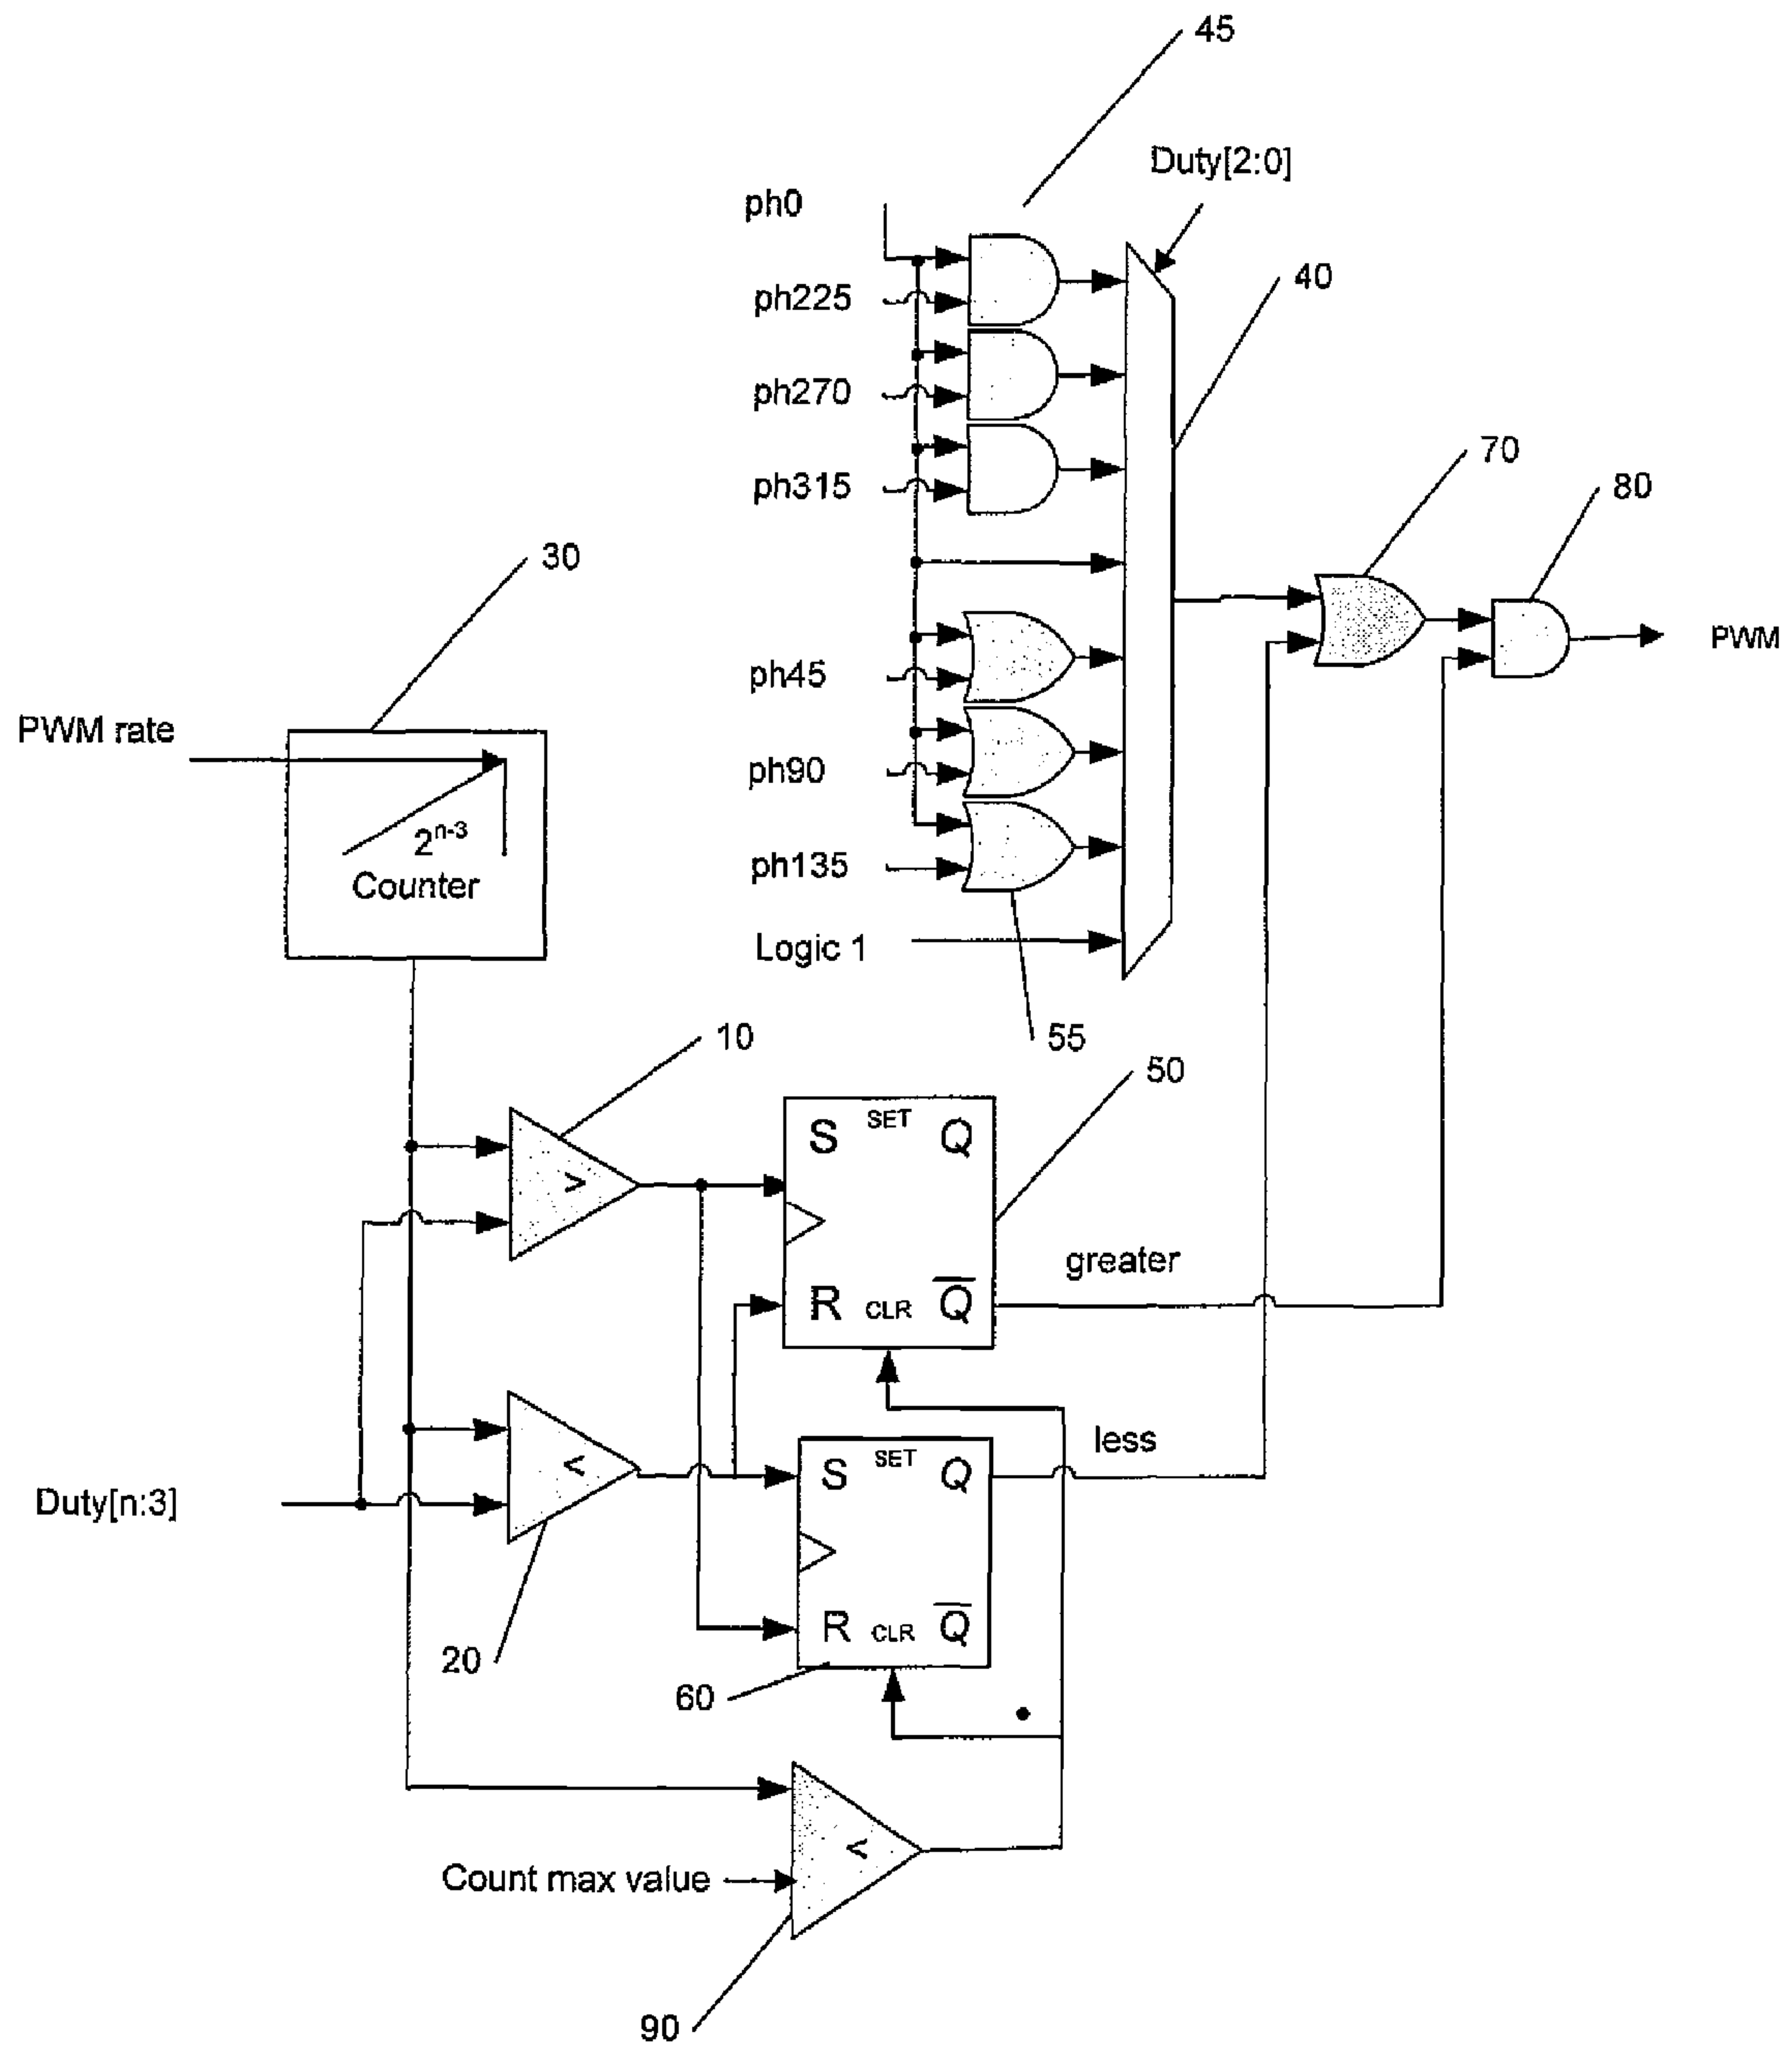 45
Duty[2:0]
ph0
40
ph225
ph270
70
ph315
80
30
PWM
ph45
PWM rate
ph90
2ⁿ⁻³
Counter
ph135
Logic 1
10
55
50
S SET Q
>
greater
R CLR Q̅
less
<
S SET Q
Duty[n:3]
R CLR Q̅
20
60
<
Count max value
90